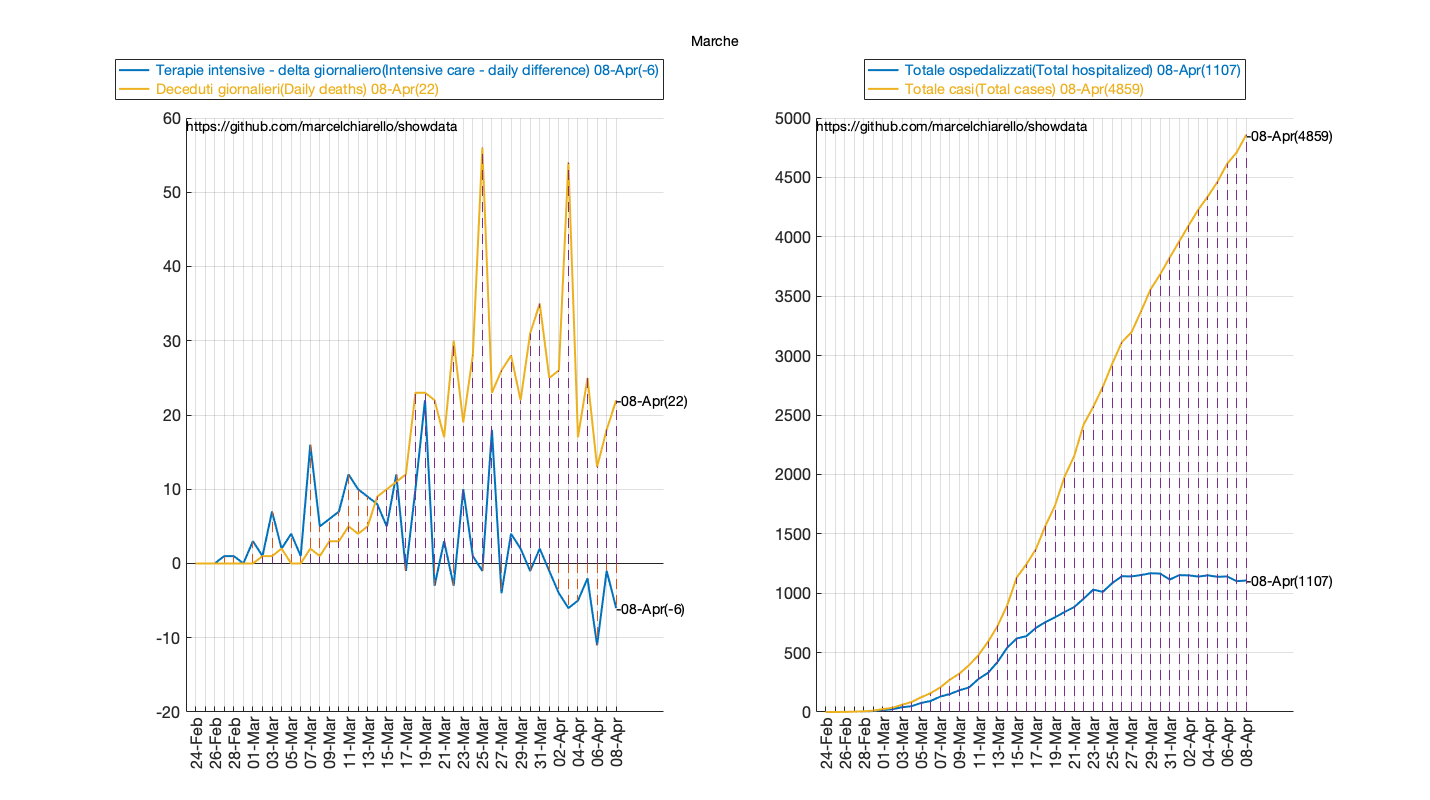 Marche
Terapie intensive - delta giornaliero(Intensive care - daily difference) 08-Apr(-6)
Deceduti giornalieri(Daily deaths) 08-Apr(22)
https://github.com/marcelchiarello/showdata
60
50
40
30
20
10
0
-10
-20
-08-Apr(22)
-08-Apr(-6)
24-Feb
26-Feb
28-Feb
01-Mar
03-Mar
05-Mar
07-Mar
09-Mar
11-Mar
13-Mar
15-Mar
17-Mar
19-Mar
21-Mar
23-Mar
25-Mar
27-Mar
29-Mar
31-Mar
02-Apr
04-Apr
06-Apr
08-Apr
Totale ospedalizzati(Total hospitalized) 08-Apr(1107)
Totale casi(Total cases) 08-Apr(4859)
https://github.com/marcelchiarello/showdata
5000
4500
4000
3500
3000
2500
2000
1500
1000
500
0
-08-Apr(4859)
-08-Apr(1107)
24-Feb
26-Feb
28-Feb
01-Mar
03-Mar
05-Mar
07-Mar
09-Mar
11-Mar
13-Mar
15-Mar
17-Mar
19-Mar
21-Mar
23-Mar
25-Mar
27-Mar
29-Mar
31-Mar
02-Apr
04-Apr
06-Apr
08-Apr